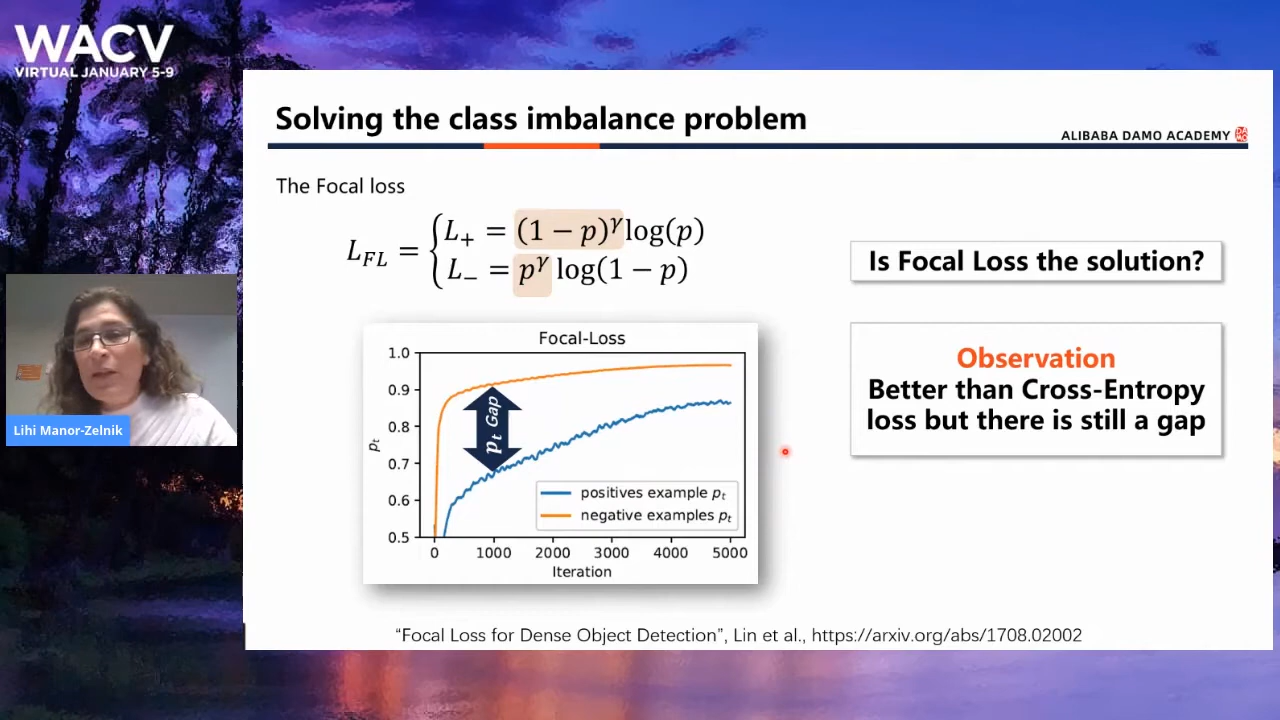 WACV
VIRTUAL JANUARY 5-9
Solving the class imbalance problem
ALIBABA DAMO ACADEMY
The Focal loss
L_{FL} = { L_+ = (1 − p)^γ log(p)
L_− = p^γ log(1 − p)
Is Focal Loss the solution?
Focal-Loss
1.0
0.9
0.8
0.7
0.6
0.5
p_t
p_t Gap
positives example p_t
negative examples p_t
0 1000 2000 3000 4000 5000
Iteration
Observation
Better than Cross-Entropy
loss but there is still a gap
Lihi Manor-Zelnik
“Focal Loss for Dense Object Detection”, Lin et al., https://arxiv.org/abs/1708.02002